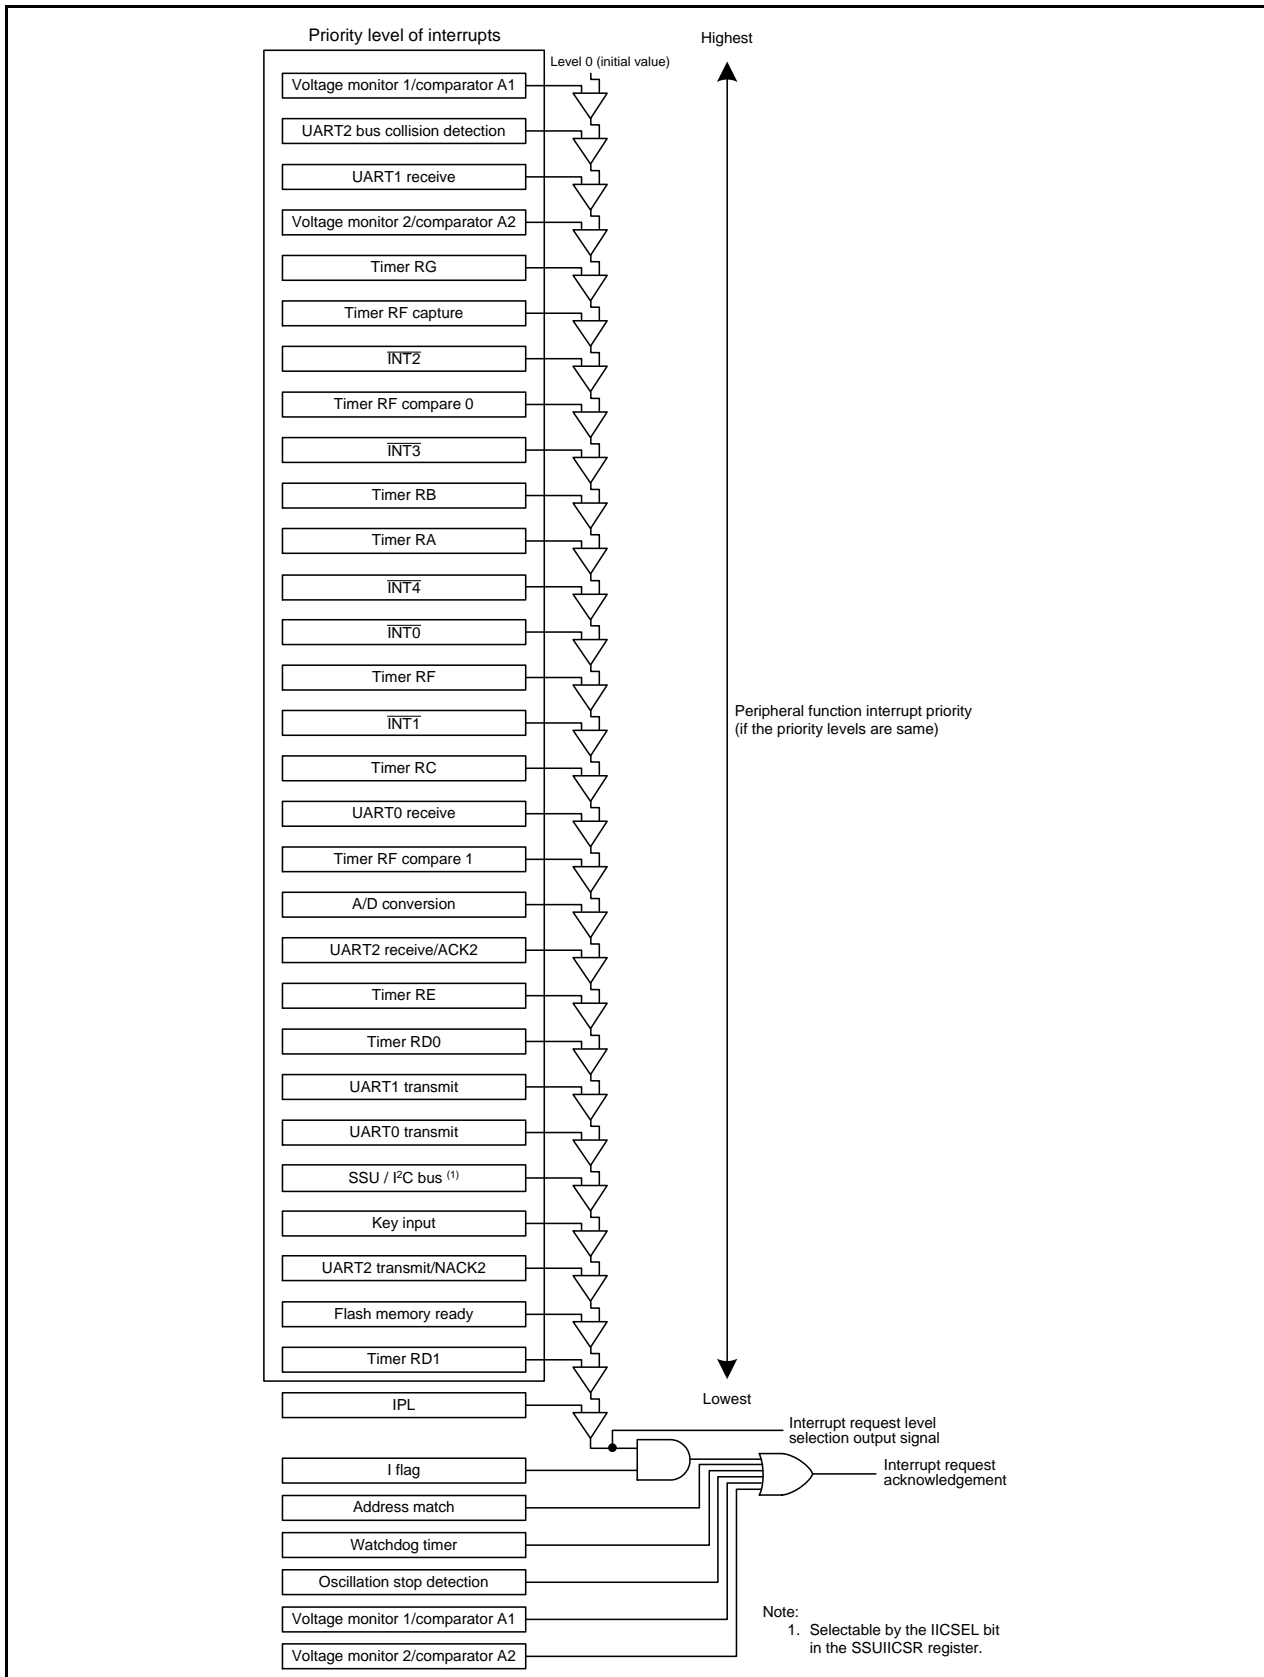 Priority level of interrupts
Highest
Level 0 (initial value)
Voltage monitor 1/comparator A1
UART2 bus collision detection
UART1 receive
Voltage monitor 2/comparator A2
Timer RG
Timer RF capture
INT2
Timer RF compare 0
INT3
Timer RB
Timer RA
INT4
INT0
Timer RF
INT1
Timer RC
UART0 receive
Timer RF compare 1
A/D conversion
UART2 receive/ACK2
Timer RE
Timer RD0
UART1 transmit
UART0 transmit
SSU / I²C bus (1)
Key input
UART2 transmit/NACK2
Flash memory ready
Timer RD1
Peripheral function interrupt priority
(if the priority levels are same)
Lowest
IPL
Interrupt request level
selection output signal
I flag
Interrupt request
acknowledgement
Address match
Watchdog timer
Oscillation stop detection
Voltage monitor 1/comparator A1
Voltage monitor 2/comparator A2
Note:
1. Selectable by the IICSEL bit
in the SSUIICSR register.